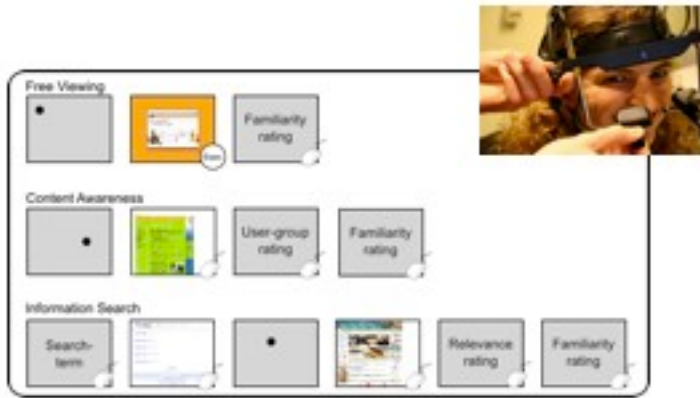 Free Viewing
Familiarity
rating
Content Awareness
User-group
rating
Familiarity
rating
Information Search
Search-
term
Relevance
rating
Familiarity
rating